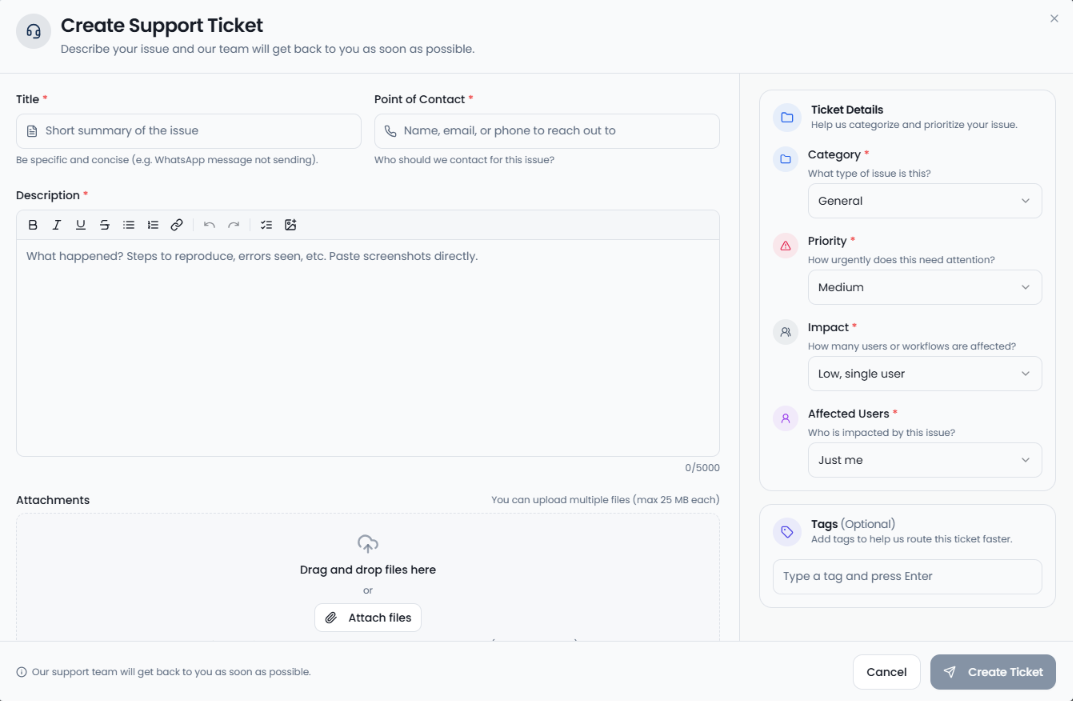 Create Support Ticket
Describe your issue and our team will get back to you as soon as possible.
Title *
Short summary of the issue
Be specific and concise (e.g. WhatsApp message not sending).
Point of Contact *
Name, email, or phone to reach out to
Who should we contact for this issue?
Description *
B I U S
What happened? Steps to reproduce, errors seen, etc. Paste screenshots directly.
0/5000
Attachments
You can upload multiple files (max 25 MB each)
Drag and drop files here
or
Attach files
Ticket Details
Help us categorize and prioritize your issue.
Category *
What type of issue is this?
General
Priority *
How urgently does this need attention?
Medium
Impact *
How many users or workflows are affected?
Low, single user
Affected Users *
Who is impacted by this issue?
Just me
Tags (Optional)
Add tags to help us route this ticket faster.
Type a tag and press Enter
Our support team will get back to you as soon as possible.
Cancel
Create Ticket